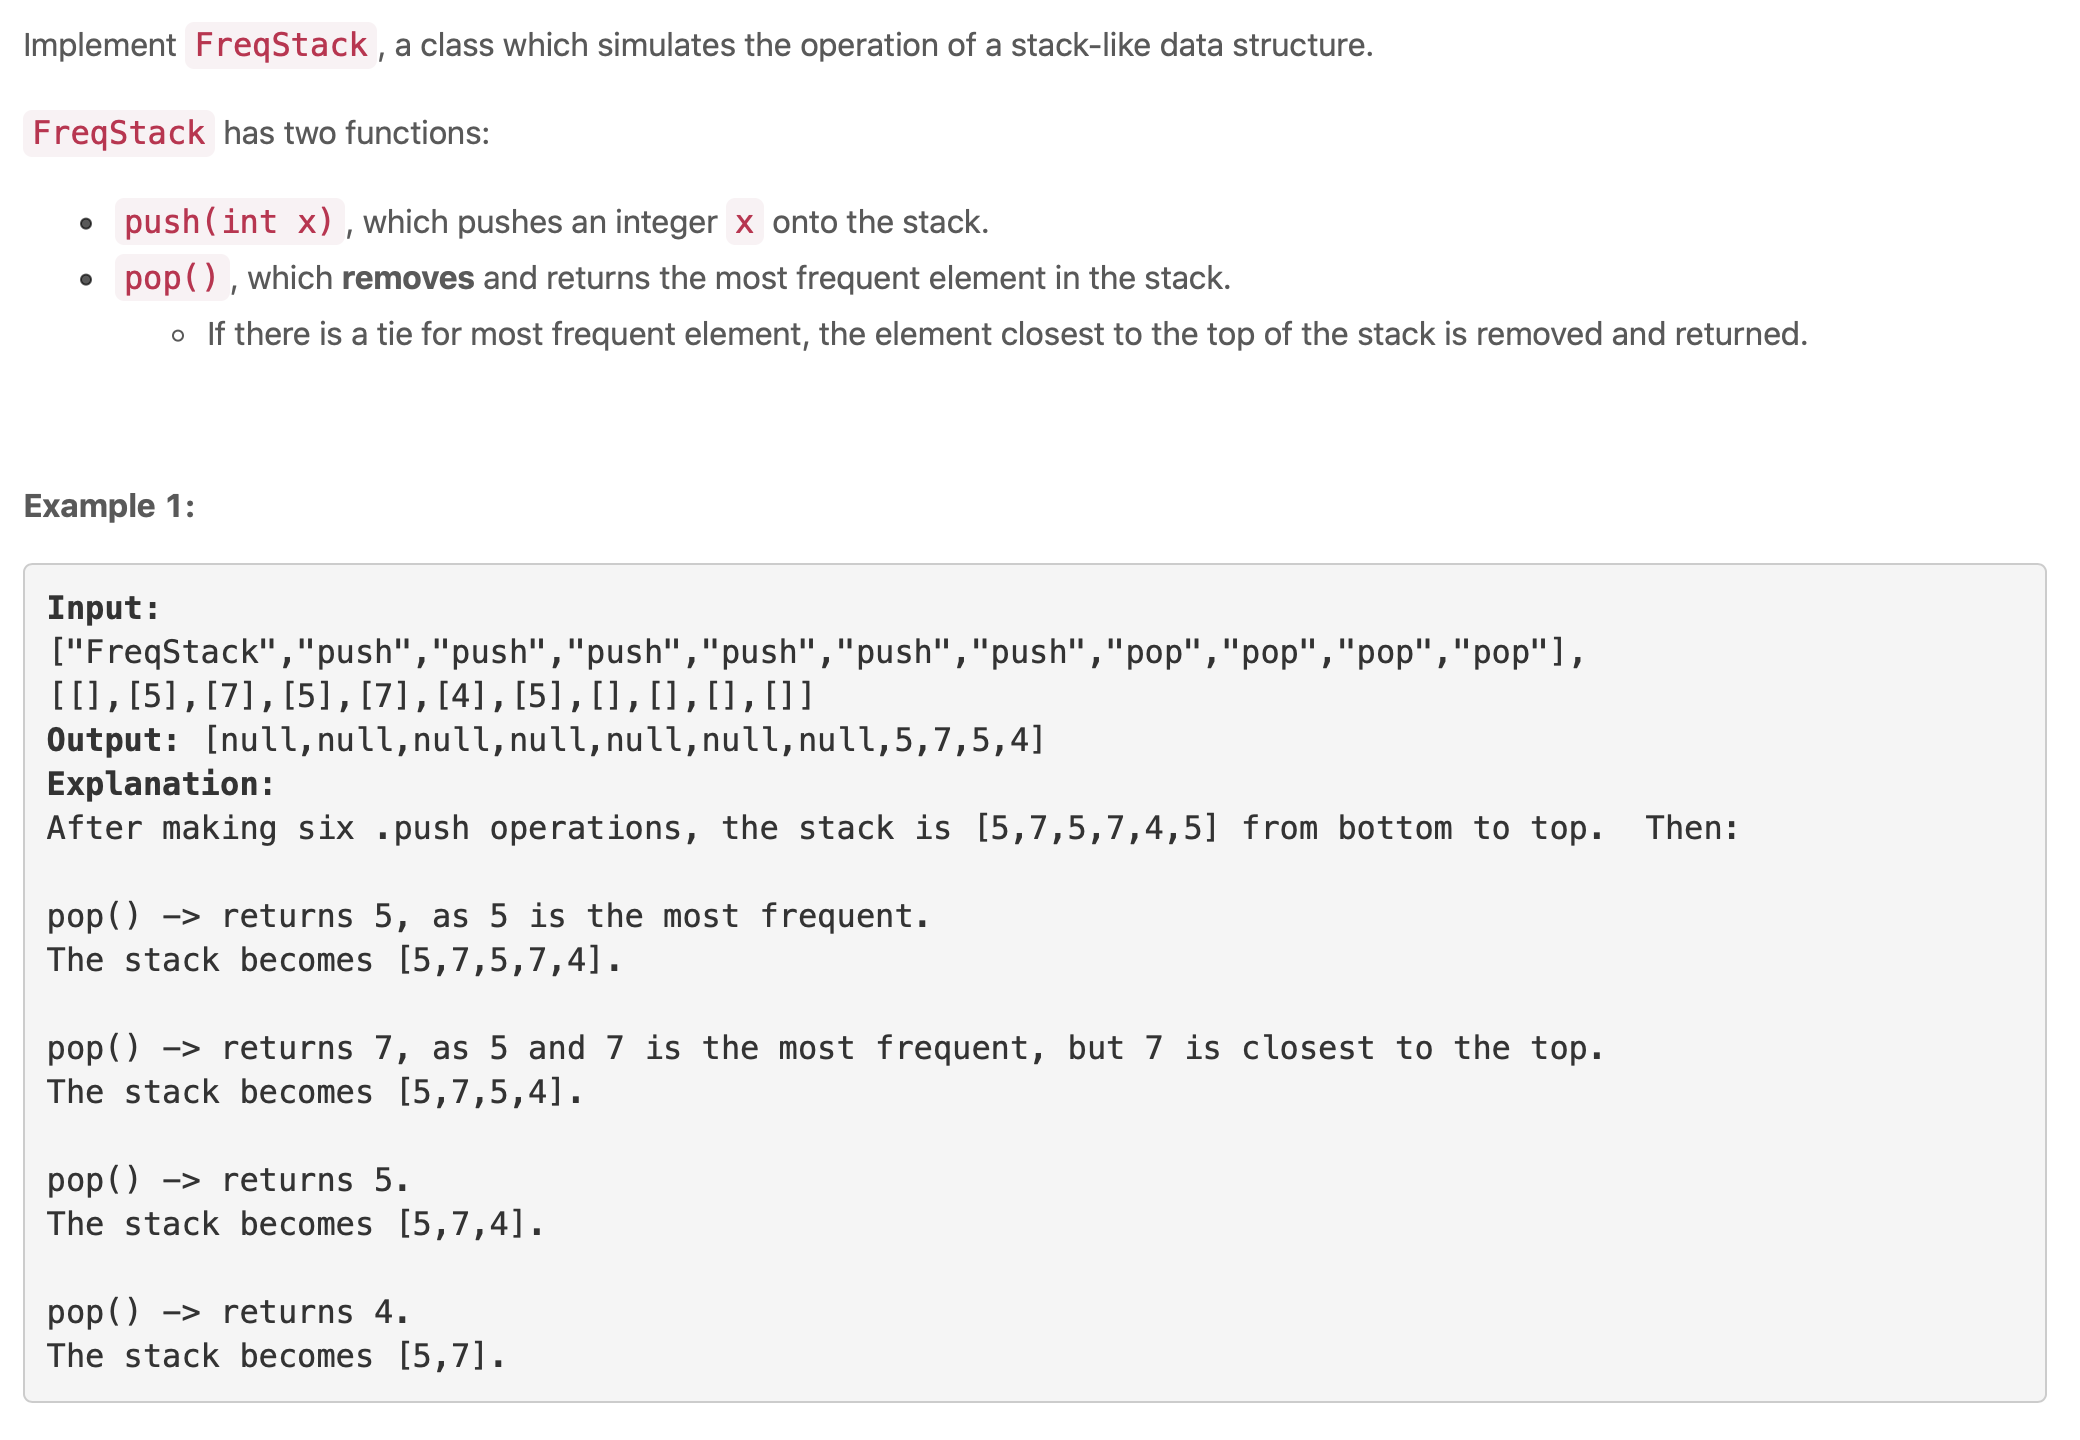 Implement FreqStack, a class which simulates the operation of a stack-like data structure.
FreqStack has two functions:
• push(int x), which pushes an integer x onto the stack.
• pop(), which removes and returns the most frequent element in the stack.
◦ If there is a tie for most frequent element, the element closest to the top of the stack is removed and returned.
Example 1:
Input:
["FreqStack","push","push","push","push","push","push","pop","pop","pop","pop"],
[[],[5],[7],[5],[7],[4],[5],[],[],[],[]]
Output: [null,null,null,null,null,null,null,5,7,5,4]
Explanation:
After making six .push operations, the stack is [5,7,5,7,4,5] from bottom to top.  Then:
pop() -> returns 5, as 5 is the most frequent.
The stack becomes [5,7,5,7,4].
pop() -> returns 7, as 5 and 7 is the most frequent, but 7 is closest to the top.
The stack becomes [5,7,5,4].
pop() -> returns 5.
The stack becomes [5,7,4].
pop() -> returns 4.
The stack becomes [5,7].